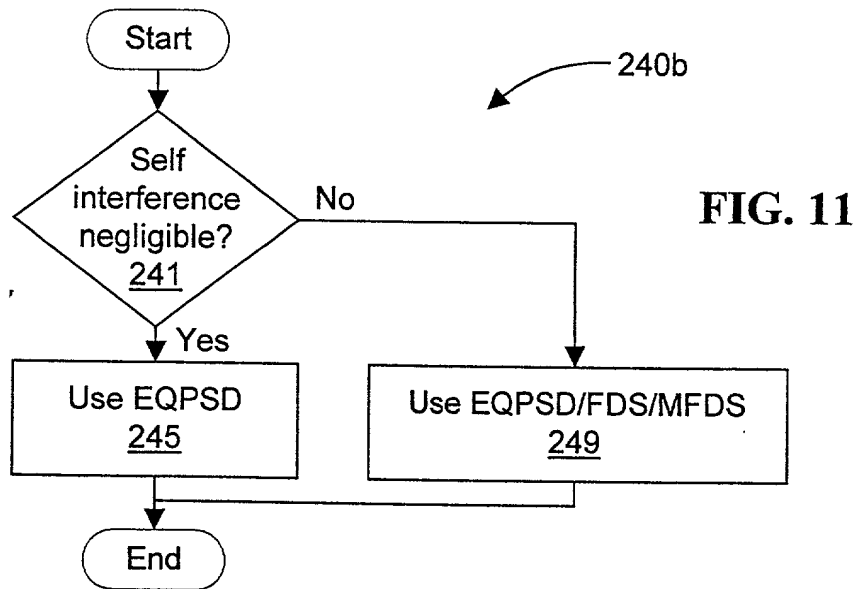 Start
240b
Self
interference
negligible?
241
No
FIG. 11
Yes
Use EQPSD
245
Use EQPSD/FDS/MFDS
249
End